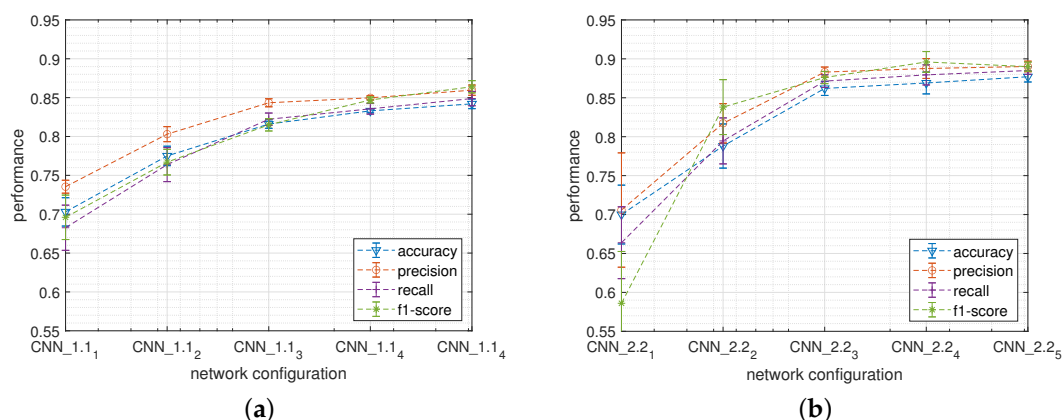 0.95
0.9
0.85
0.8
0.75
0.7
0.65
0.6
0.55
performance
accuracy
precision
recall
f1-score
CNN_1.1₁ CNN_1.1₂ CNN_1.1₃ CNN_1.1₄ CNN_1.1₄
network configuration
(a)
0.95
0.9
0.85
0.8
0.75
0.7
0.65
0.6
0.55
performance
accuracy
precision
recall
f1-score
CNN_2.2₁ CNN_2.2₂ CNN_2.2₃ CNN_2.2₄ CNN_2.2₅
network configuration
(b)